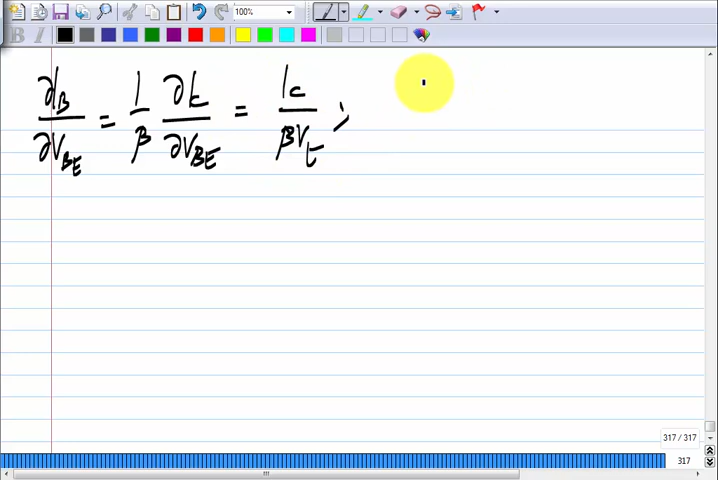 100%
B I
∂I_B/∂V_BE = 1/β ∂I_c/∂V_BE = I_c/βV_t ;
317 / 317
317